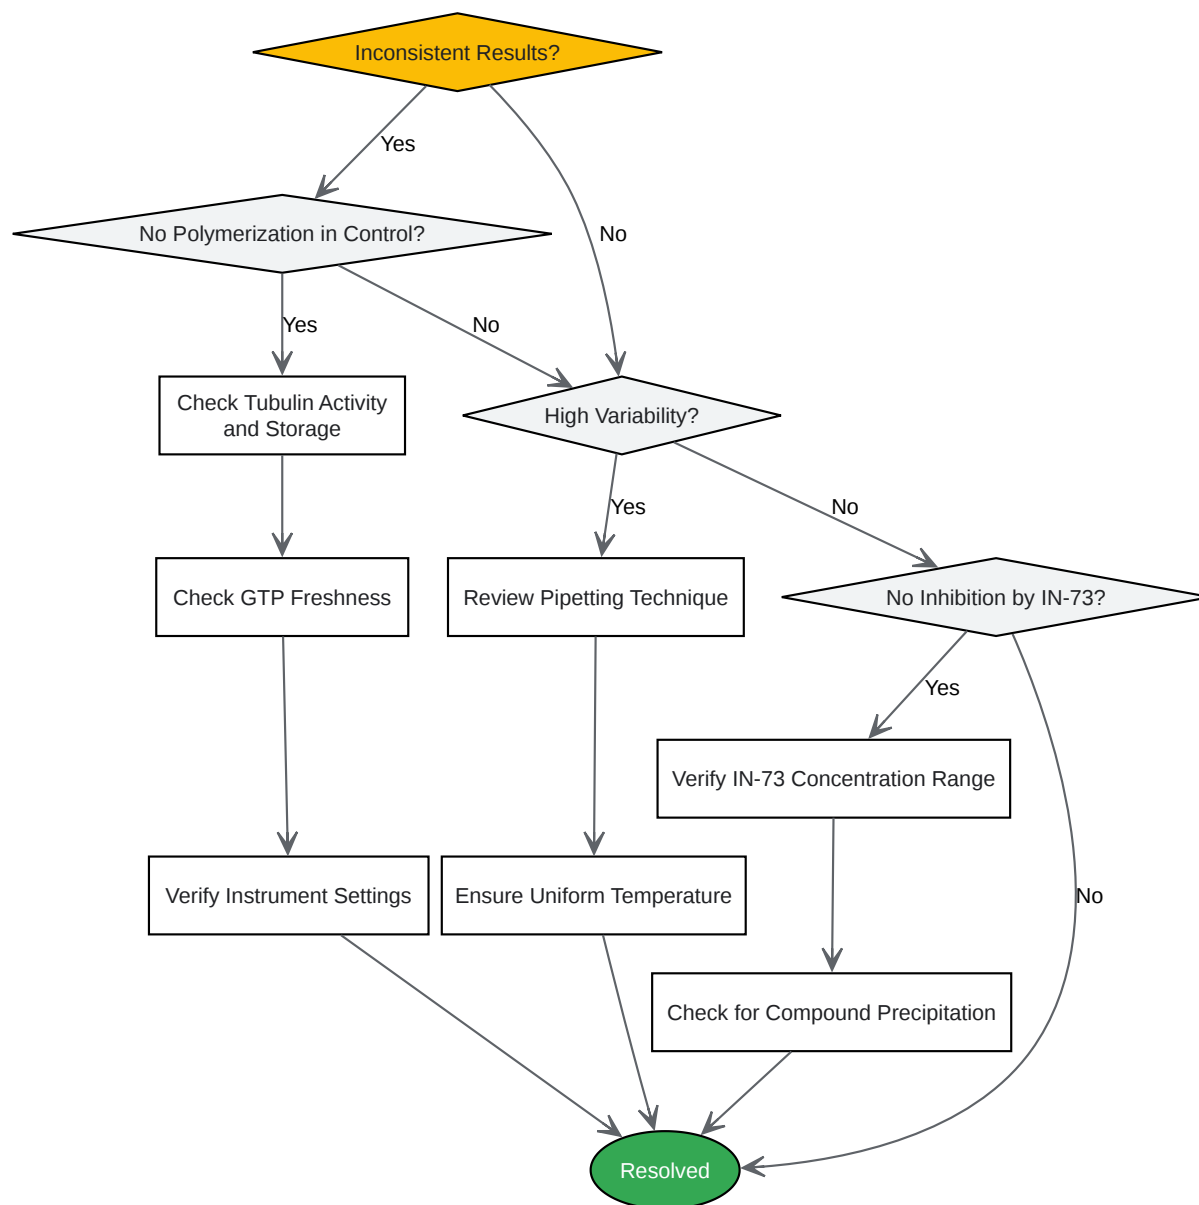 Inconsistent Results?
Yes
No Polymerization in Control?
No
Yes
No
Check Tubulin Activity
and Storage
High Variability?
Yes
No
Check GTP Freshness
Review Pipetting Technique
No Inhibition by IN-73?
Yes
Verify IN-73 Concentration Range
Verify Instrument Settings
Ensure Uniform Temperature
No
Check for Compound Precipitation
Resolved